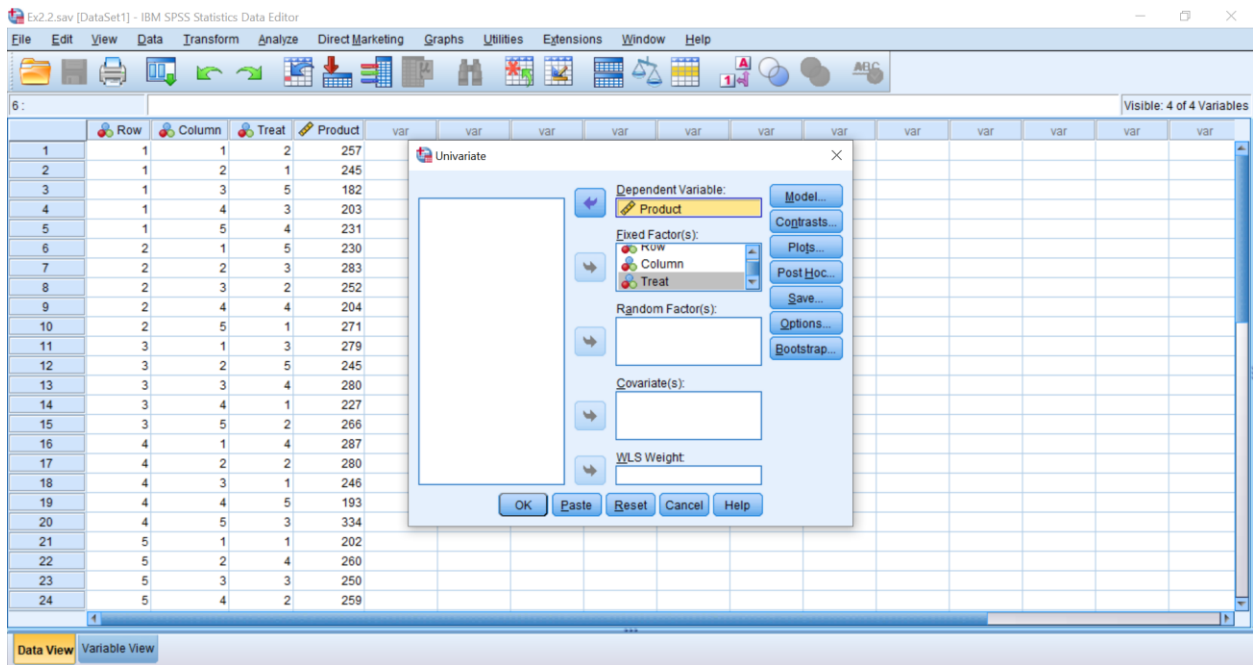 Ex2.2.sav [DataSet1] - IBM SPSS Statistics Data Editor
File Edit View Data Transform Analyze Direct Marketing Graphs Utilities Extensions Window Help
A
1
ABC
6 :
Visible: 4 of 4 Variables
Row Column Treat Product var var var var var var var var var var var var
1 1 1 2 257
2 1 2 1 245
3 1 3 5 182
4 1 4 3 203
5 1 5 4 231
6 2 1 5 230
7 2 2 3 283
8 2 3 2 252
9 2 4 4 204
10 2 5 1 271
11 3 1 3 279
12 3 2 5 245
13 3 3 4 280
14 3 4 1 227
15 3 5 2 266
16 4 1 4 287
17 4 2 2 280
18 4 3 1 246
19 4 4 5 193
20 4 5 3 334
21 5 1 1 202
22 5 2 4 260
23 5 3 3 250
24 5 4 2 259
Univariate
Dependent Variable:
Product
Fixed Factor(s):
Row
Column
Treat
Random Factor(s):
Covariate(s):
WLS Weight:
Model...
Contrasts...
Plots...
Post Hoc...
Save...
Options...
Bootstrap...
OK Paste Reset Cancel Help
Data View Variable View